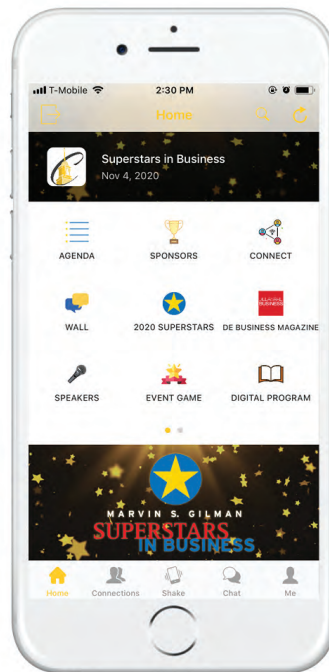 T-Mobile 2:30 PM
Home
Superstars in Business
Nov 4, 2020
AGENDA SPONSORS CONNECT
WALL 2020 SUPERSTARS DE BUSINESS MAGAZINE
SPEAKERS EVENT GAME DIGITAL PROGRAM
MARVIN S. GILMAN
SUPERSTARS
IN BUSINESS
Home Connections Shake Chat Me